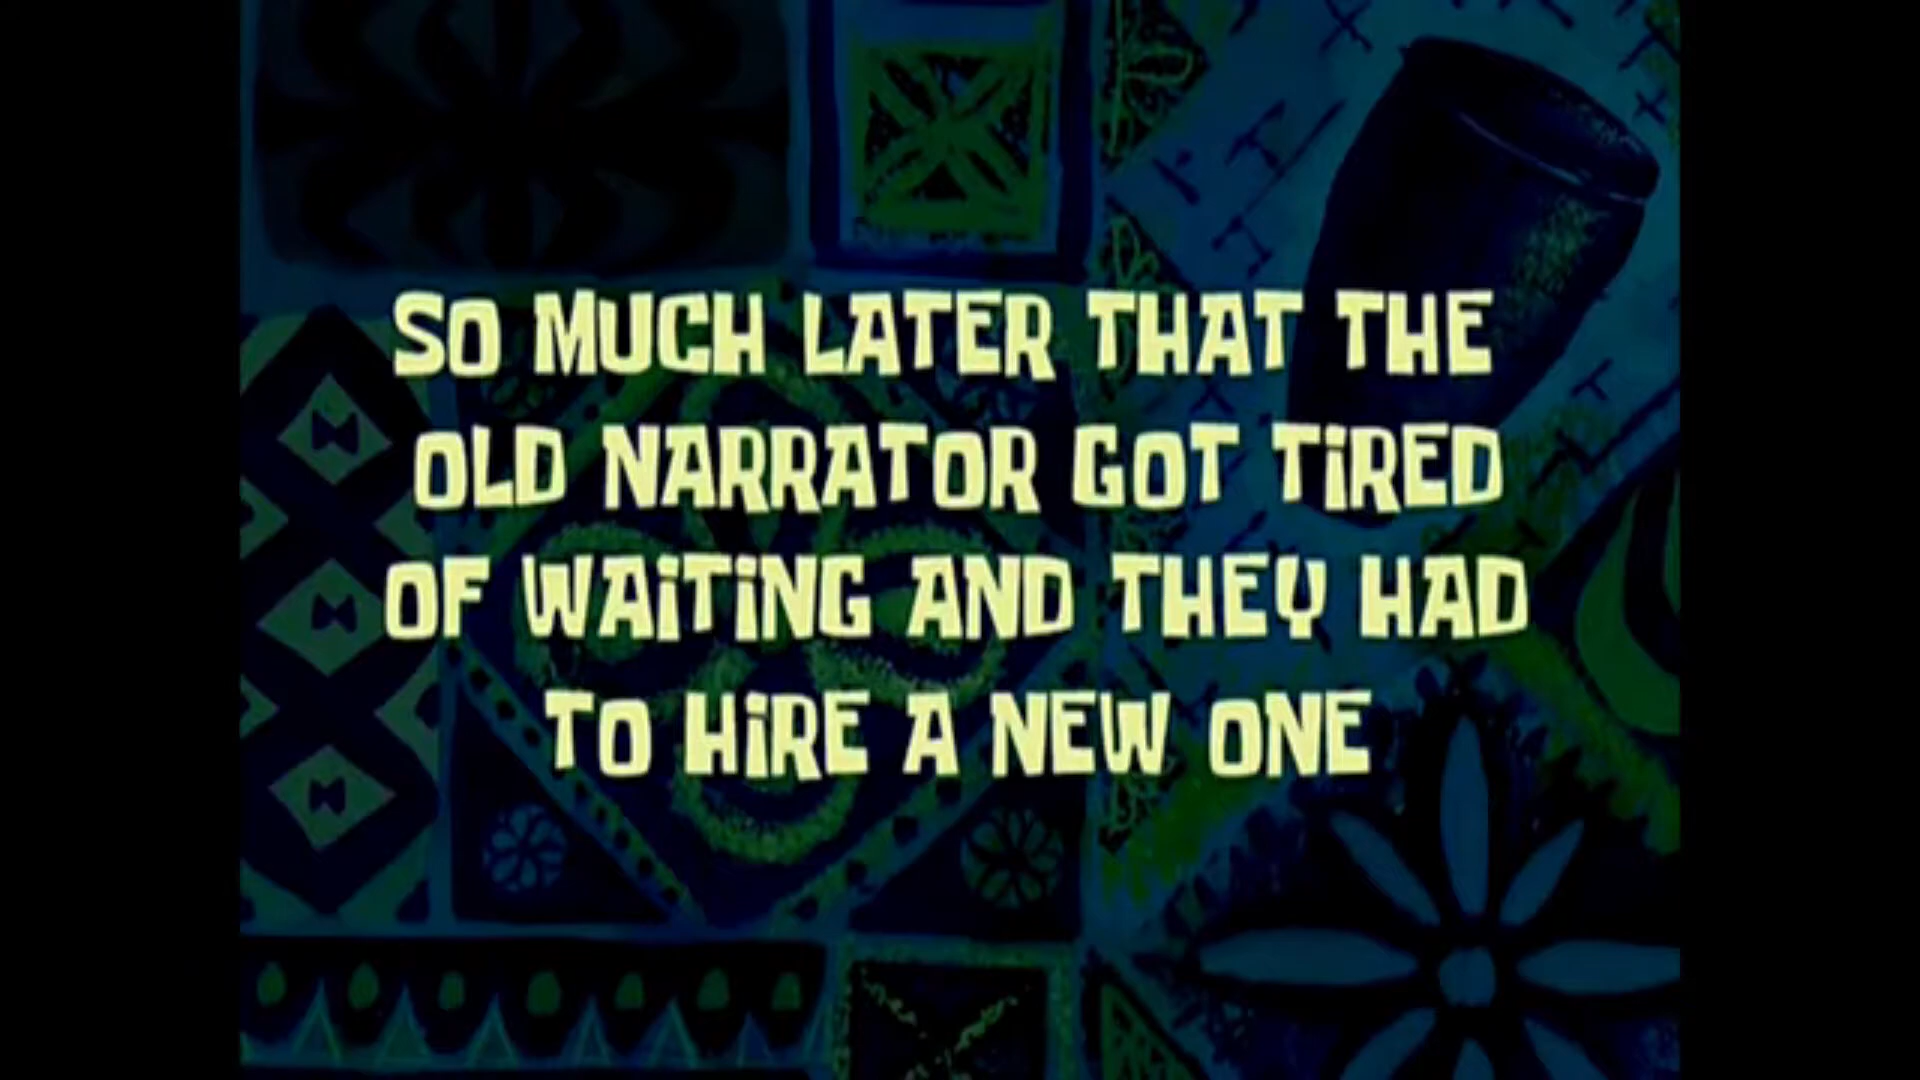 SO MUCH LATER THAT THE
OLD NARRATOR GOT TiRED
OF WAiTiNG AND THEY HAD
TO HiRE A NEW ONE